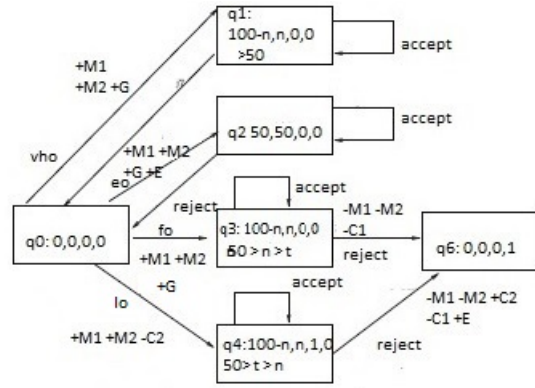 q1:
100-n,n,0,0
>50
accept
+M1
+M2 +G
q2 50,50,0,0
accept
vho
+M1 +M2
+G +E
eo
reject
accept
q0: 0,0,0,0
fo
q3: 100-n,n,0,0
50>n>t
-M1 -M2
-C1
reject
q6: 0,0,0,1
+M1 +M2
+G
lo
accept
+M1 +M2 -C2
q4:100-n,n,1,0
50>t>n
-M1 -M2 +C2
-C1 +E
reject